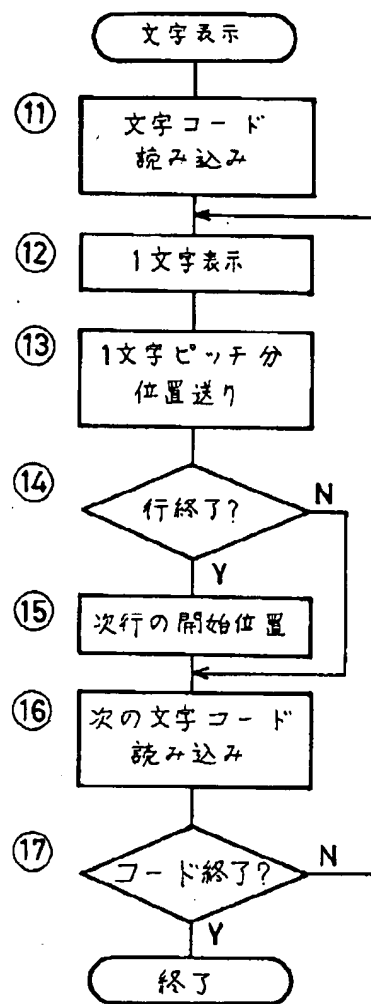 文字表示
⑪
文字コード
読み込み
⑫
1文字表示
⑬
1文字ピッチ分
位置送り
⑭
行終了?
N
Y
⑮
次行の開始位置
⑯
次の文字コード
読み込み
⑰
コード終了?
N
Y
終了